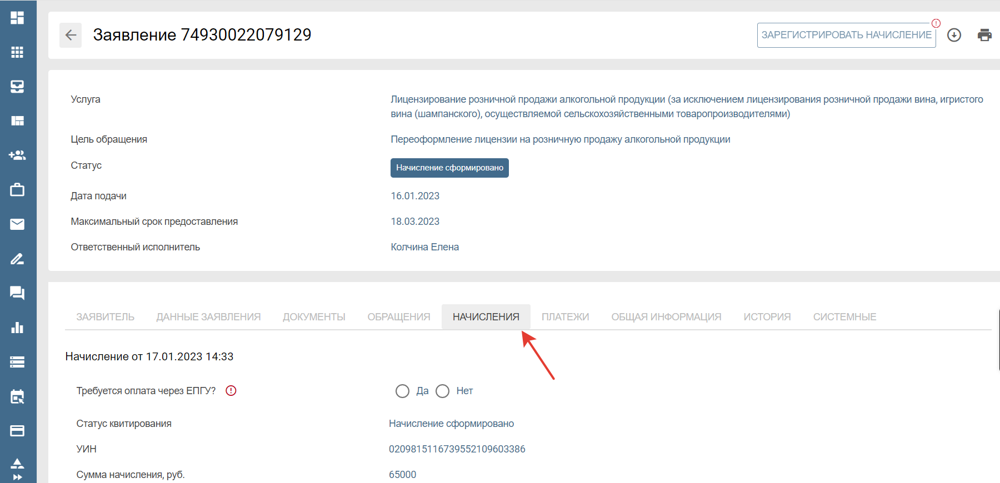 Заявление 74930022079129
ЗАРЕГИСТРИРОВАТЬ НАЧИСЛЕНИЕ
Услуга
Лицензирование розничной продажи алкогольной продукции (за исключением лицензирования розничной продажи вина, игристого
вина (шампанского), осуществляемой сельскохозяйственными товаропроизводителями)
Цель обращения
Переоформление лицензии на розничную продажу алкогольной продукции
Статус
Начисление сформировано
Дата подачи
16.01.2023
Максимальный срок предоставления
18.03.2023
Ответственный исполнитель
Колчина Елена
ЗАЯВИТЕЛЬ ДАННЫЕ ЗАЯВЛЕНИЯ ДОКУМЕНТЫ ОБРАЩЕНИЯ НАЧИСЛЕНИЯ ПЛАТЕЖИ ОБЩАЯ ИНФОРМАЦИЯ ИСТОРИЯ СИСТЕМНЫЕ
Начисление от 17.01.2023 14:33
Требуется оплата через ЕПГУ? Да Нет
Статус квитирования
Начисление сформировано
УИН
0209815116739552109603386
Сумма начисления, руб.
65000